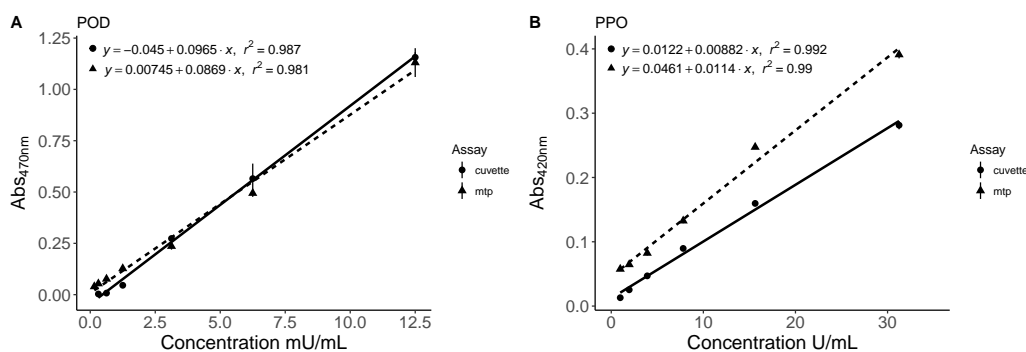 A
POD
y = −0.045 + 0.0965 · x, r² = 0.987
y = 0.00745 + 0.0869 · x, r² = 0.981
1.25
1.00
0.75
0.50
0.25
0.00
Abs470nm
0.0
2.5
5.0
7.5
10.0
12.5
Concentration mU/mL
Assay
cuvette
mtp
B
PPO
y = 0.0122 + 0.00882 · x, r² = 0.992
y = 0.0461 + 0.0114 · x, r² = 0.99
0.4
0.3
0.2
0.1
0.0
Abs420nm
0
10
20
30
Concentration U/mL
Assay
cuvette
mtp